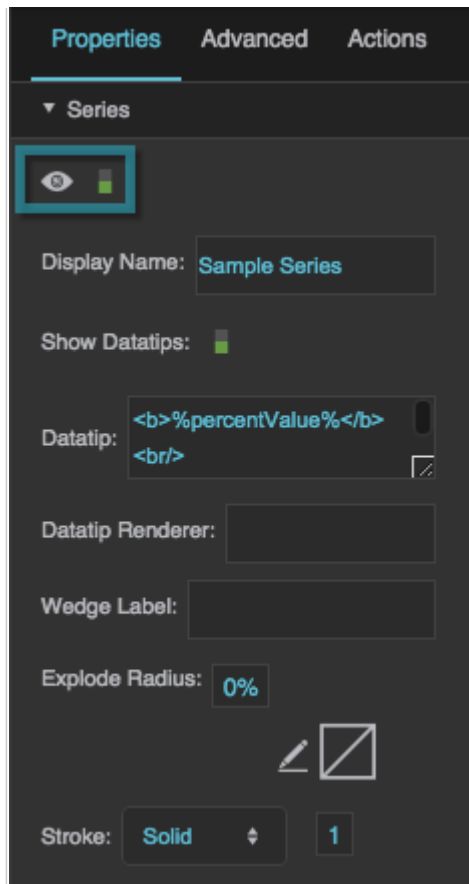 Properties Advanced Actions
Series
Display Name: Sample Series
Show Datatips:
Datatip: <b>%percentValue%</b>
<br/>
Datatip Renderer:
Wedge Label:
Explode Radius: 0%
Stroke: Solid 1